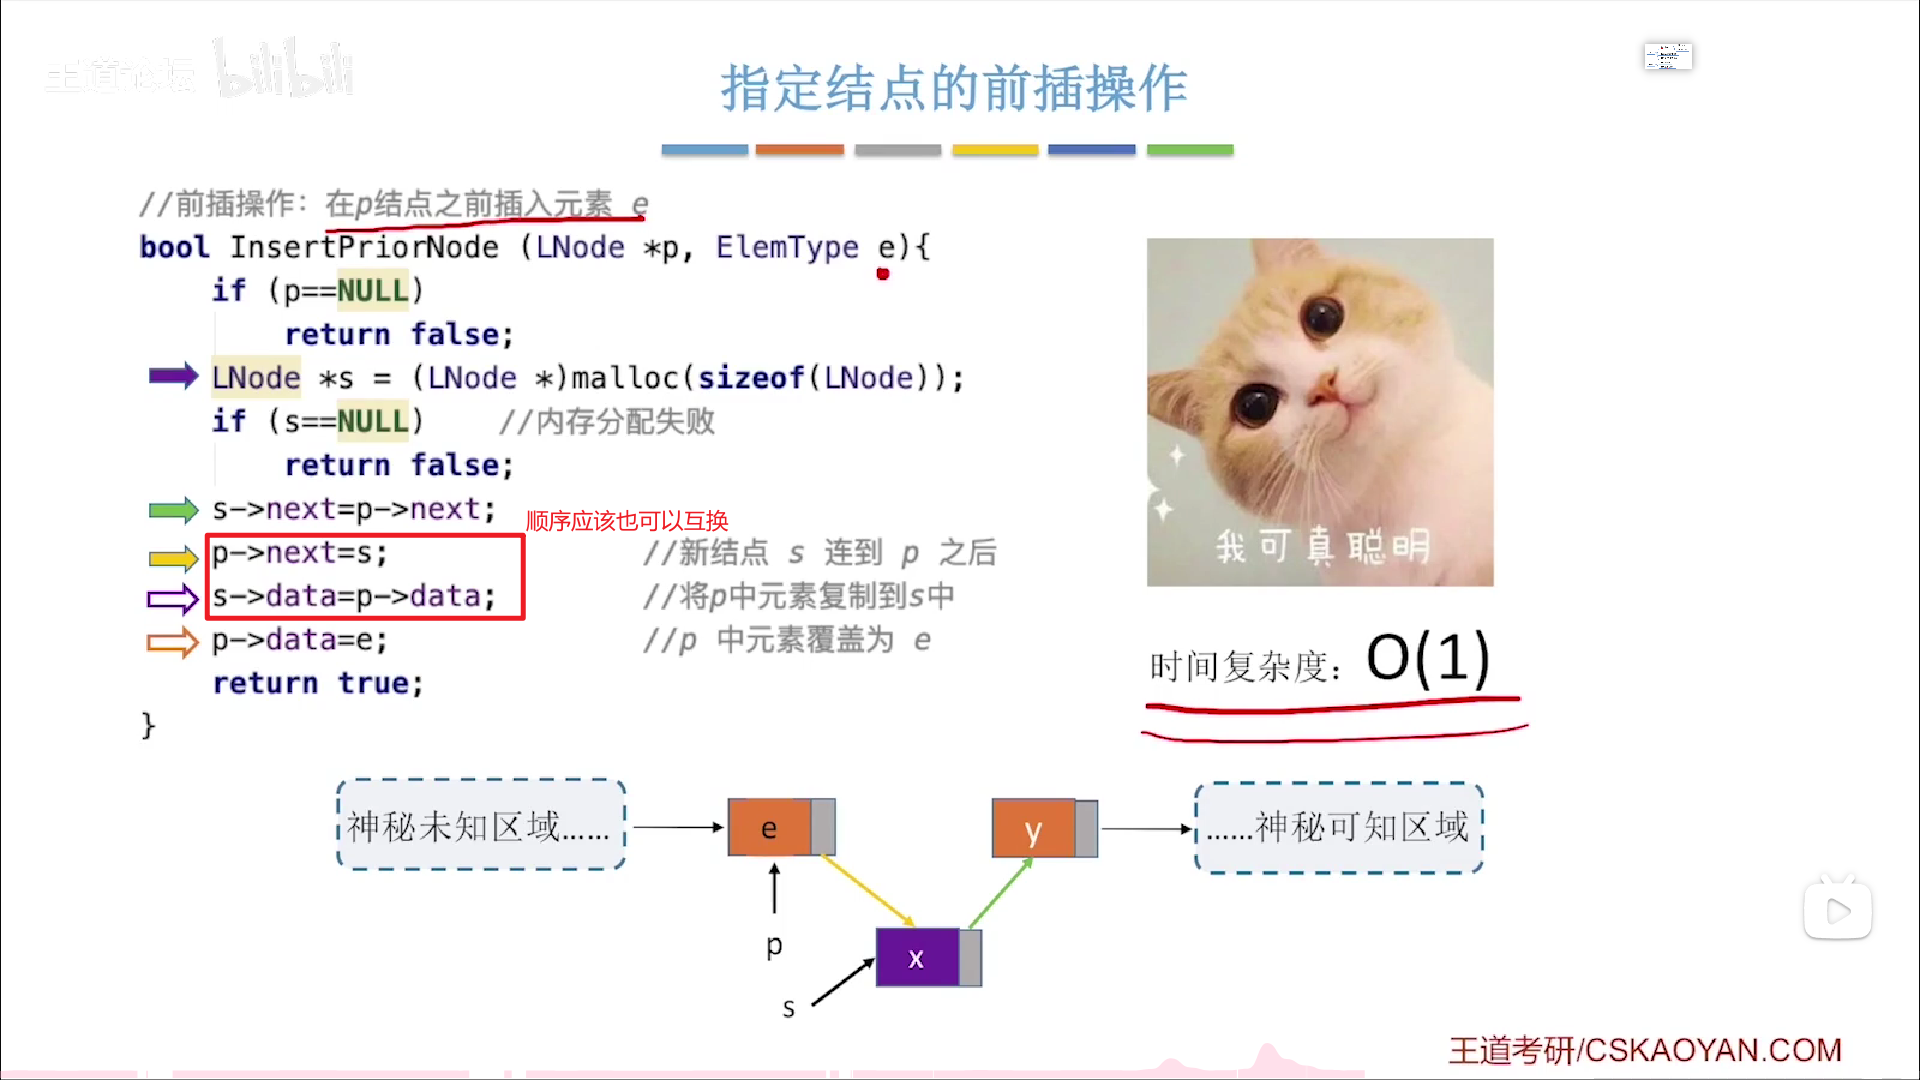 王道论坛 bilibili
指定结点的前插操作
//前插操作：在p结点之前插入元素 e
bool InsertPriorNode (LNode *p, ElemType e){
if (p==NULL)
return false;
LNode *s = (LNode *)malloc(sizeof(LNode));
if (s==NULL) //内存分配失败
return false;
s->next=p->next;
顺序应该也可以互换
p->next=s; //新结点 s 连到 p 之后
s->data=p->data; //将p中元素复制到s中
p->data=e; //p 中元素覆盖为 e
return true;
}
我可真聪明
时间复杂度：O(1)
神秘未知区域……
e
y
……神秘可知区域
p
x
s
王道考研/CSKAOYAN.COM